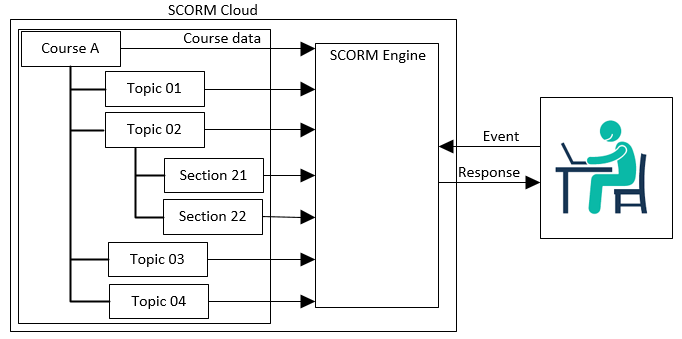 SCORM Cloud
Course A
Course data
SCORM Engine
Topic 01
Topic 02
Event
Section 21
Response
Section 22
Topic 03
Topic 04